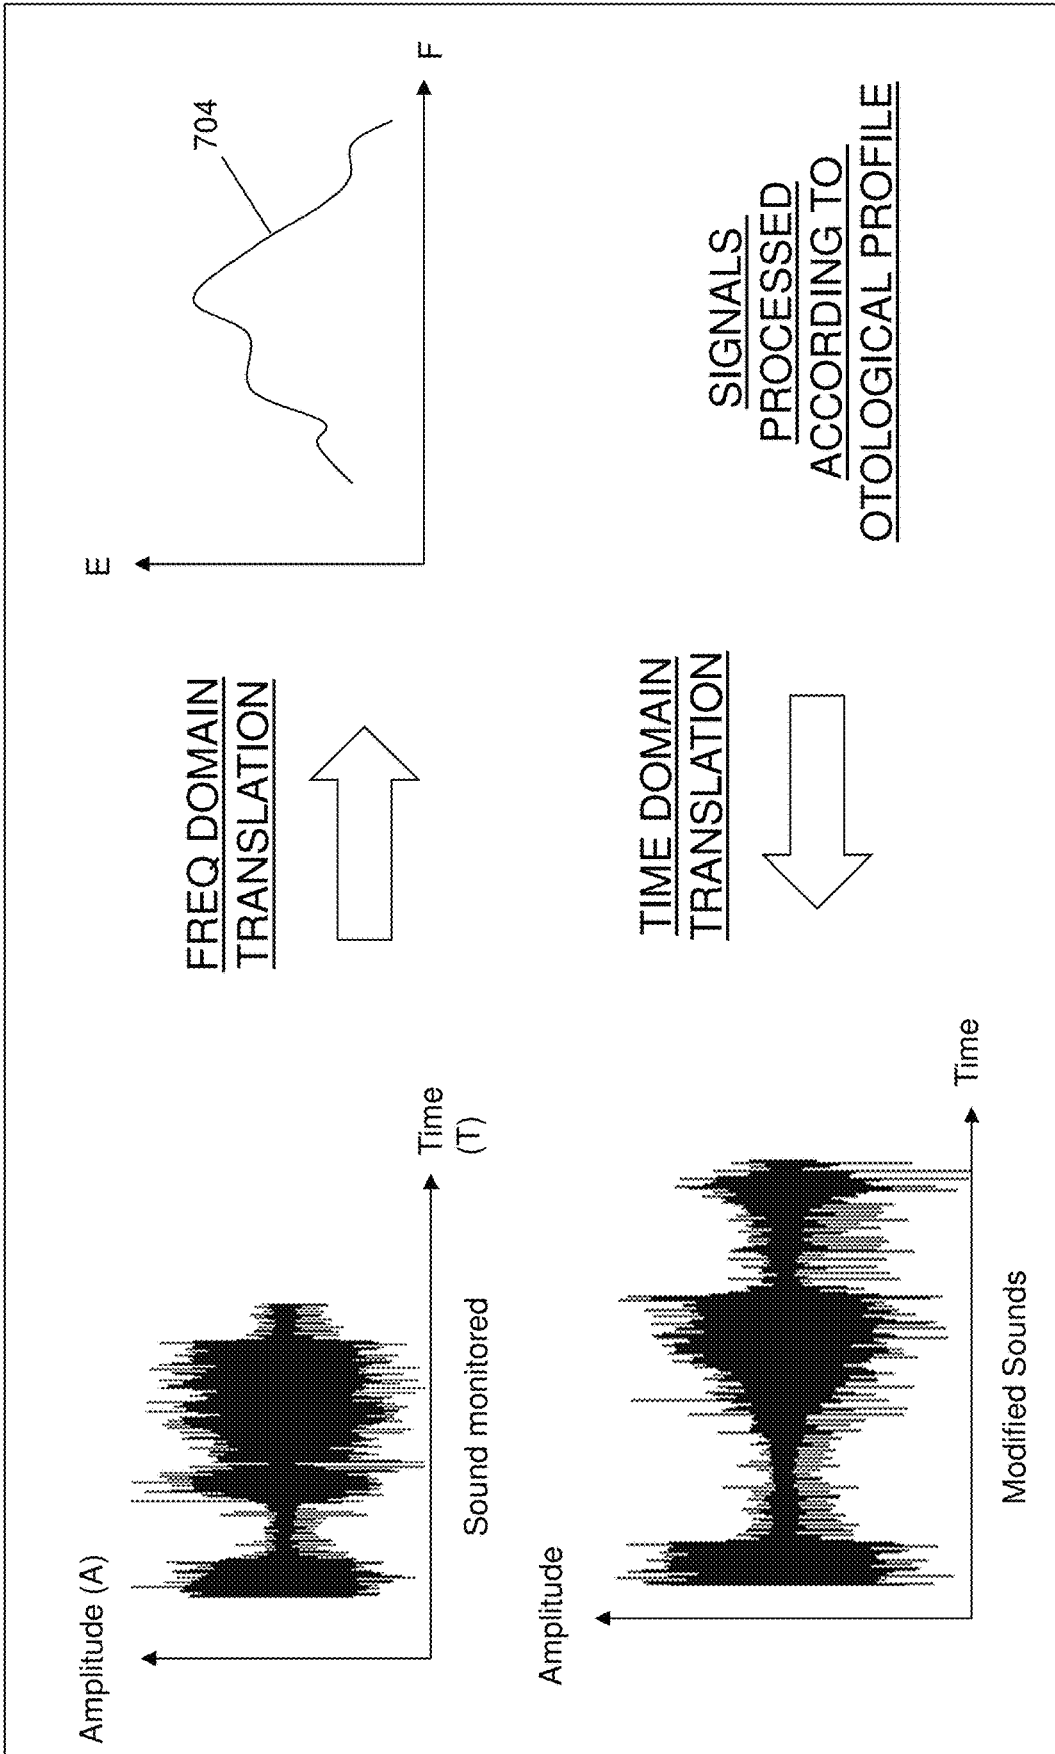 Amplitude (A)
Time
(T)
Sound monitored
FREQ DOMAIN
TRANSLATION
E
704
F
Amplitude
Time
Modified Sounds
TIME DOMAIN
TRANSLATION
SIGNALS
PROCESSED
ACCORDING TO
OTOLOGICAL PROFILE